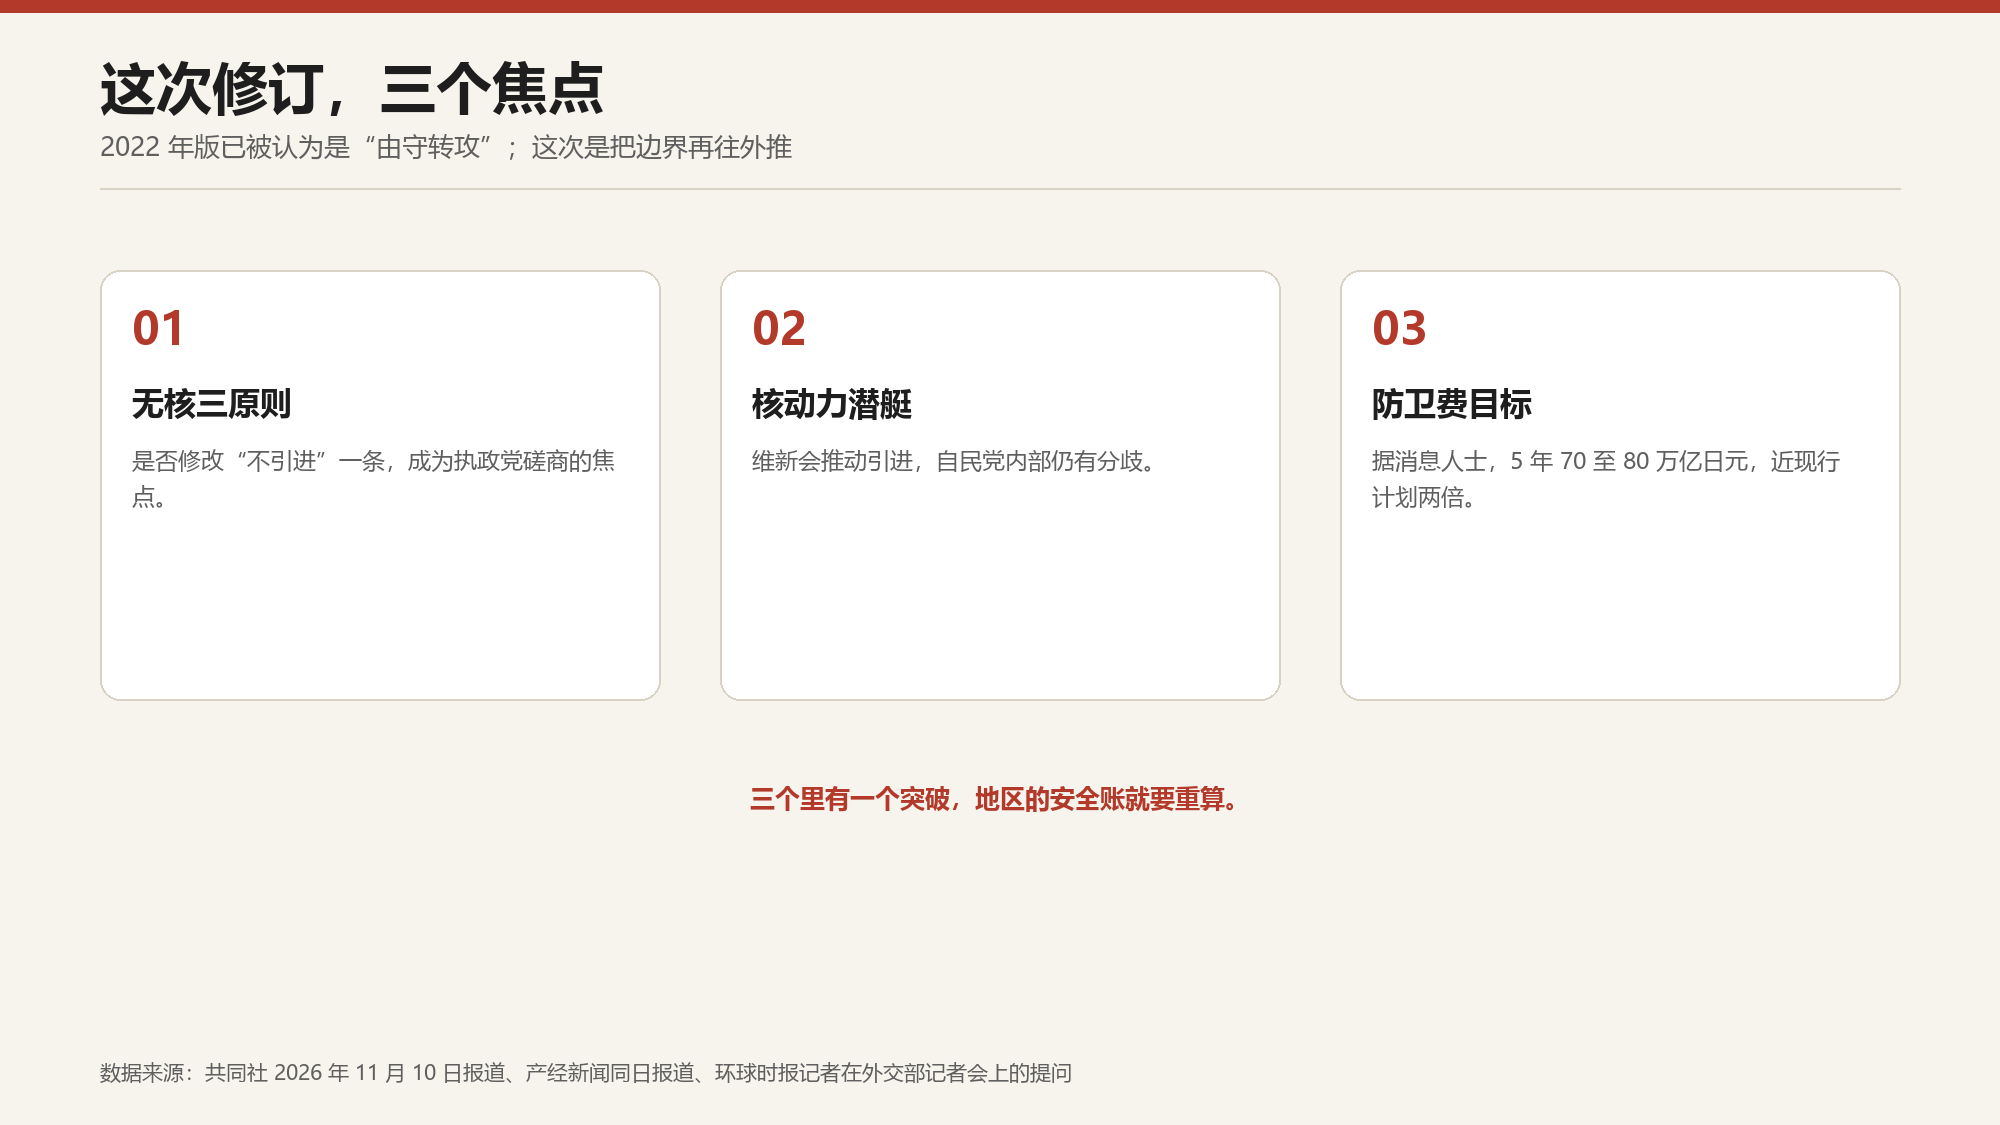 这次修订，三个焦点
2022 年版已被认为是“由守转攻”；这次是把边界再往外推
01
无核三原则
是否修改“不引进”一条，成为执政党磋商的焦
点。
02
核动力潜艇
维新会推动引进，自民党内部仍有分歧。
03
防卫费目标
据消息人士，5 年 70 至 80 万亿日元，近现行
计划两倍。
三个里有一个突破，地区的安全账就要重算。
数据来源：共同社 2026 年 11 月 10 日报道、产经新闻同日报道、环球时报记者在外交部记者会上的提问